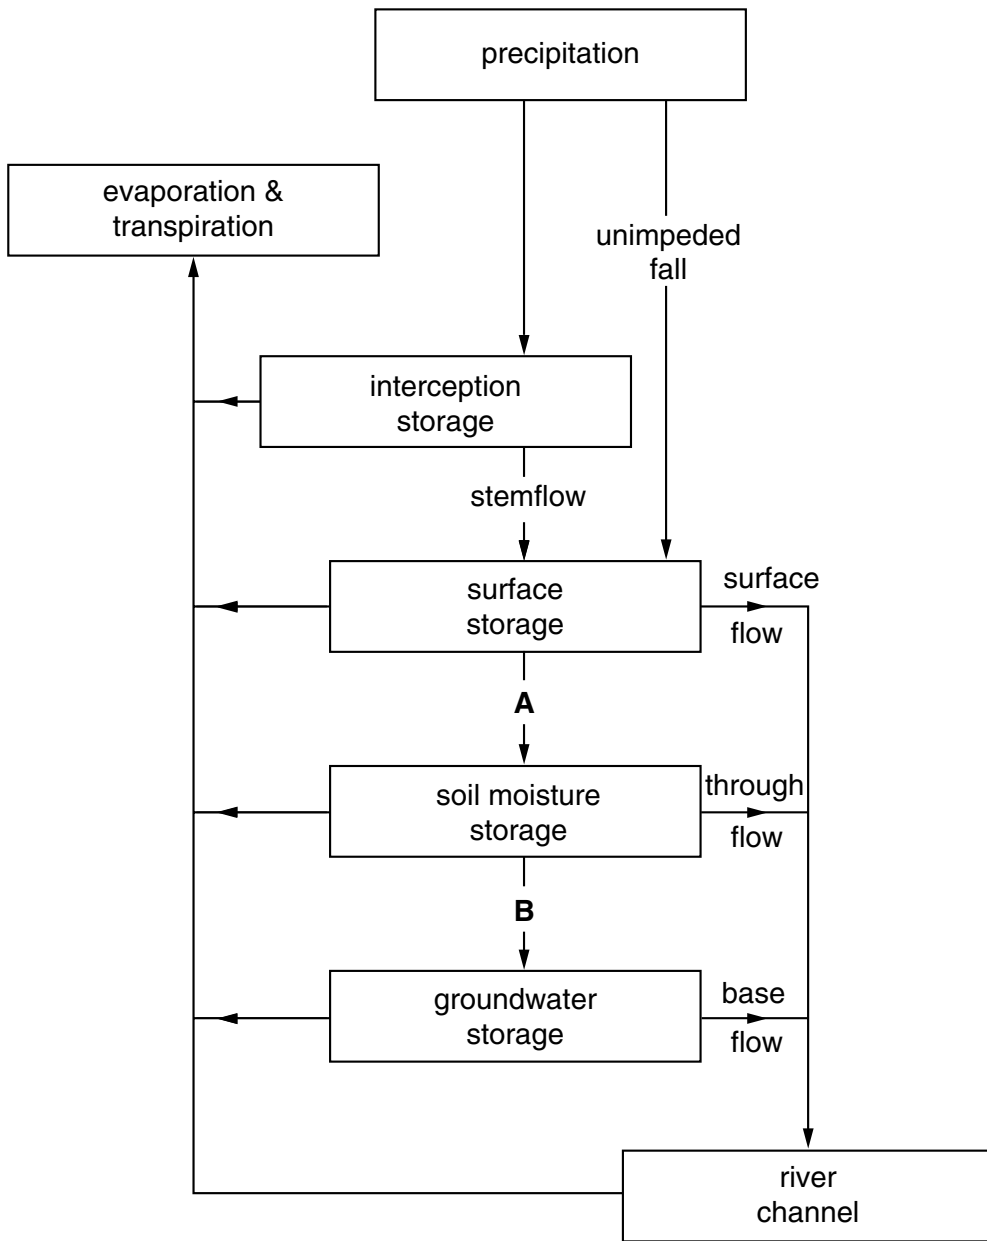 precipitation
evaporation &
transpiration
unimpeded
fall
interception
storage
stemflow
surface
storage
surface
flow
A
soil moisture
storage
through
flow
B
groundwater
storage
base
flow
river
channel